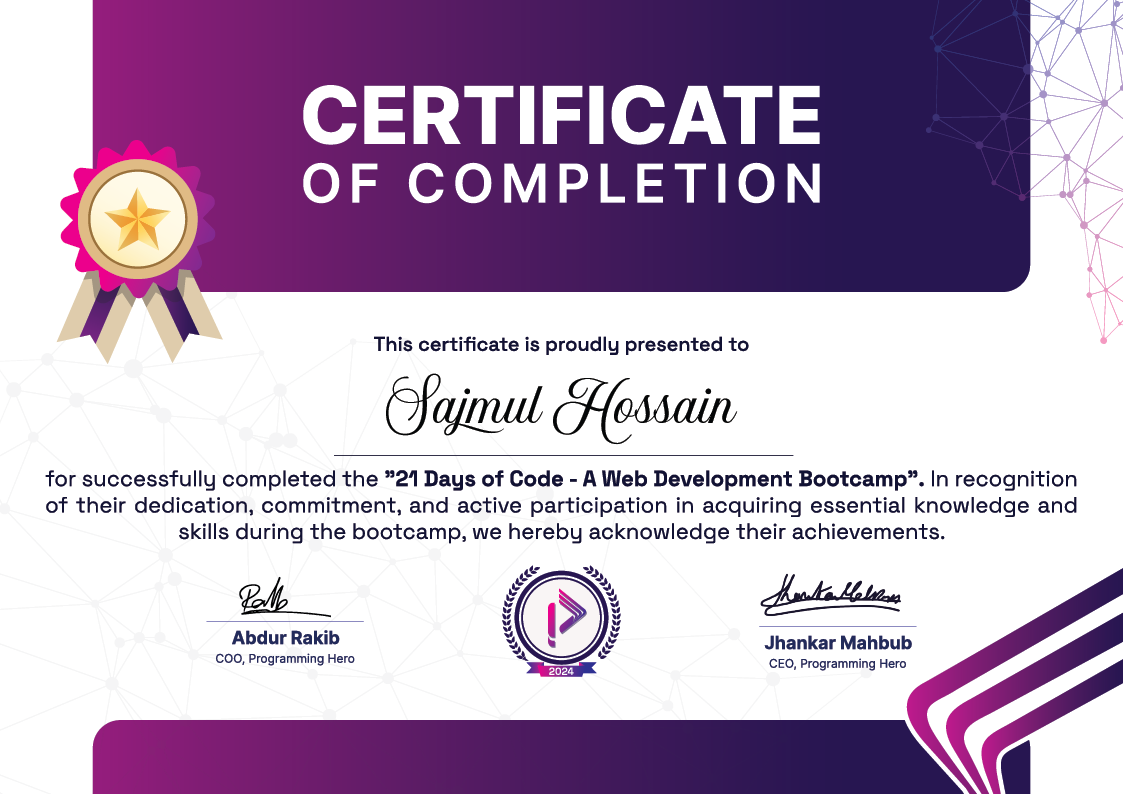 CERTIFICATE
OF COMPLETION
This certificate is proudly presented to
Sajmul Hossain
for successfully completed the "21 Days of Code - A Web Development Bootcamp". In recognition
of their dedication, commitment, and active participation in acquiring essential knowledge and
skills during the bootcamp, we hereby acknowledge their achievements.
Abdur Rakib
COO, Programming Hero
2024
Jhankar Mahbub
CEO, Programming Hero